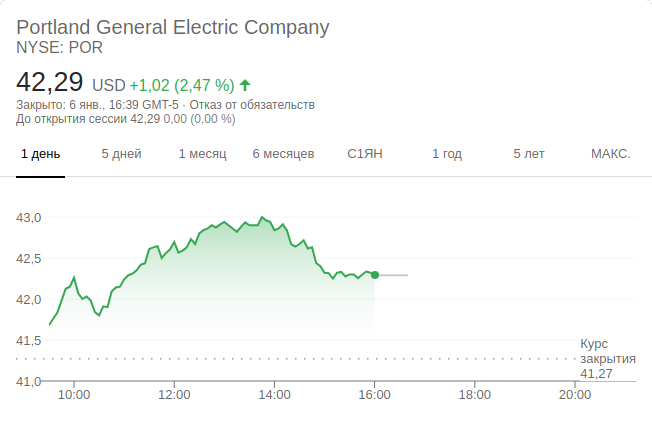 Portland General Electric Company
NYSE: POR
42,29 USD +1,02 (2,47 %)
Закрыто: 6 янв., 16:39 GMT-5 · Отказ от обязательств
До открытия сессии 42,29 0,00 (0,00 %)
1 день 5 дней 1 месяц 6 месяцев С1ЯН 1 год 5 лет МАКС.
43,0
42,5
42,0
41,5
41,0
Курс
закрытия
41,27
10:00 12:00 14:00 16:00 18:00 20:00